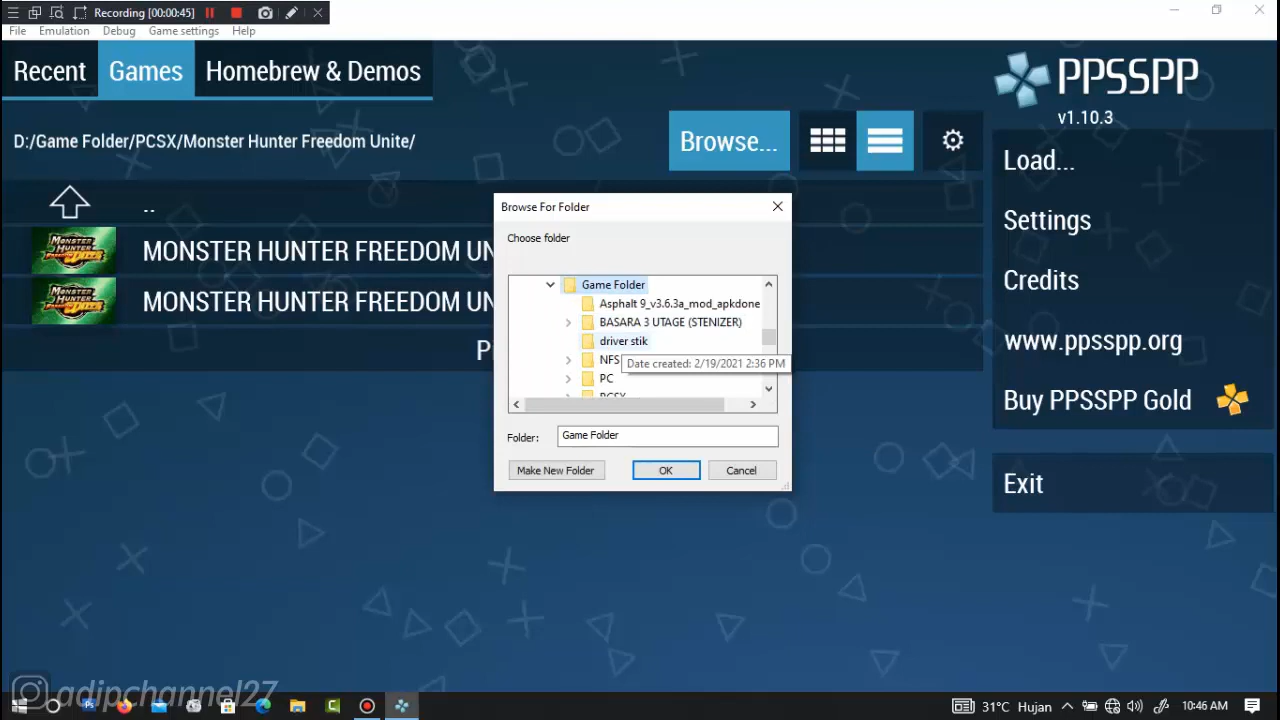 Recording [00:00:45]
File Emulation Debug Game settings Help
Recent Games Homebrew & Demos
PPSSPP
v1.10.3
D:/Game Folder/PCSX/Monster Hunter Freedom Unite/
Browse...
Load...
Settings
Credits
www.ppsspp.org
Buy PPSSPP Gold
Exit
..
MONSTER HUNTER FREEDOM UN
MONSTER HUNTER FREEDOM UN
Browse For Folder
Choose folder
Game Folder
Asphalt 9_v3.6.3a_mod_apkdone
BASARA 3 UTAGE (STENIZER)
driver stik
NFS
Date created: 2/19/2021 2:36 PM
PC
PCSX
Folder: Game Folder
Make New Folder OK Cancel
adipchannel27
31°C Hujan 10:46 AM